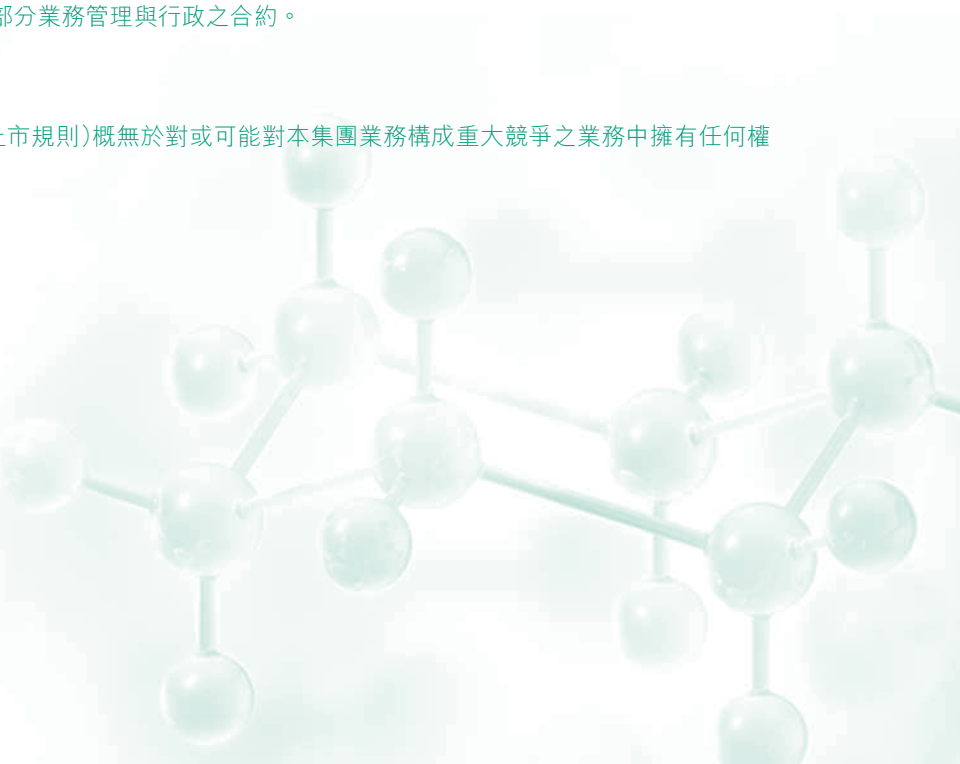 部分業務管理與行政之合約。
上市規則)概無於對或可能對本集團業務構成重大競爭之業務中擁有任何權